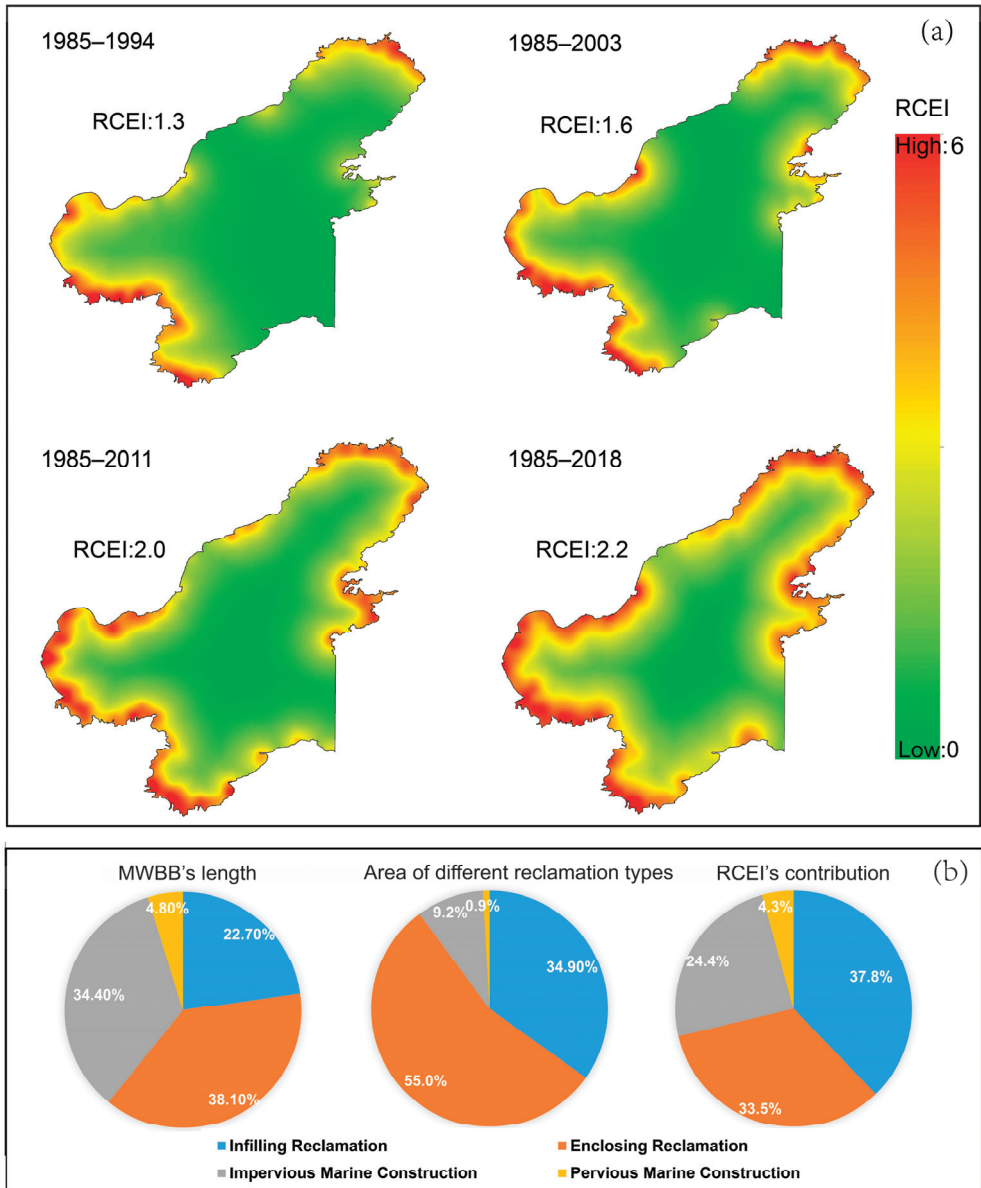 (a)
1985–1994
RCEI:1.3
1985–2003
RCEI:1.6
RCEI
High:6
Low:0
1985–2011
RCEI:2.0
1985–2018
RCEI:2.2
(b)
MWBB's length
4.80%
22.70%
34.40%
38.10%
Area of different reclamation types
9.2%
0.9%
34.90%
55.0%
RCEI's contribution
4.3%
37.8%
24.4%
33.5%
Infilling Reclamation
Enclosing Reclamation
Impervious Marine Construction
Pervious Marine Construction